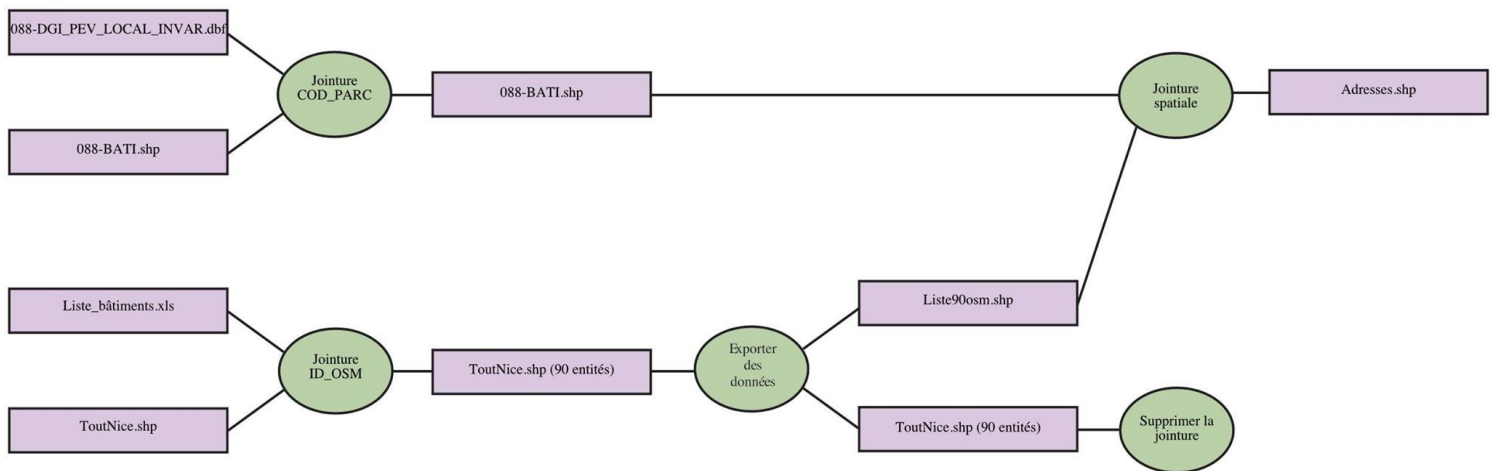 088-DGI_PEV_LOCAL_INVAR.dbf
088-BATI.shp
Jointure
COD_PARC
088-BATI.shp
Jointure
spatiale
Adresses.shp
Liste_bâtiments.xls
ToutNice.shp
Jointure
ID_OSM
ToutNice.shp (90 entités)
Exporter
des
données
Liste90osm.shp
ToutNice.shp (90 entités)
Supprimer la
jointure